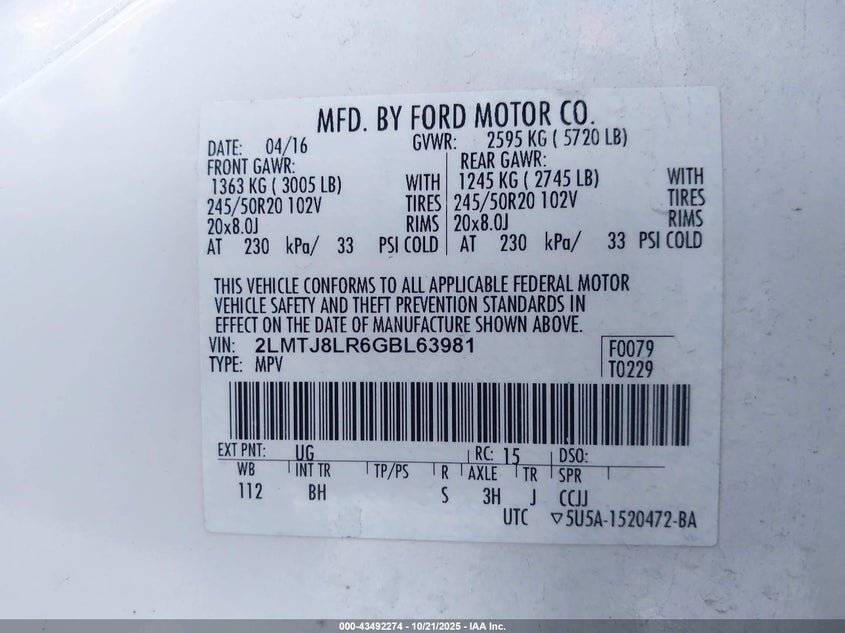 MFD. BY FORD MOTOR CO.
DATE: 04/16 GVWR: 2595 KG ( 5720 LB)
FRONT GAWR: REAR GAWR:
1363 KG ( 3005 LB) WITH 1245 KG ( 2745 LB) WITH
245/50R20 102V TIRES 245/50R20 102V TIRES
20x8.0J RIMS 20x8.0J RIMS
AT 230 kPa/ 33 PSI COLD AT 230 kPa/ 33 PSI COLD
THIS VEHICLE CONFORMS TO ALL APPLICABLE FEDERAL MOTOR
VEHICLE SAFETY AND THEFT PREVENTION STANDARDS IN
EFFECT ON THE DATE OF MANUFACTURE SHOWN ABOVE.
VIN: 2LMTJ8LR6GBL63981 F0079
TYPE: MPV T0229
EXT PNT: UG RC: 15 DSO:
WB INT TR TP/PS R AXLE TR SPR
112 BH S 3H J CCJJ
UTC ▽5U5A-1520472-BA
000-43492274 - 10/21/2025 - IAA Inc.